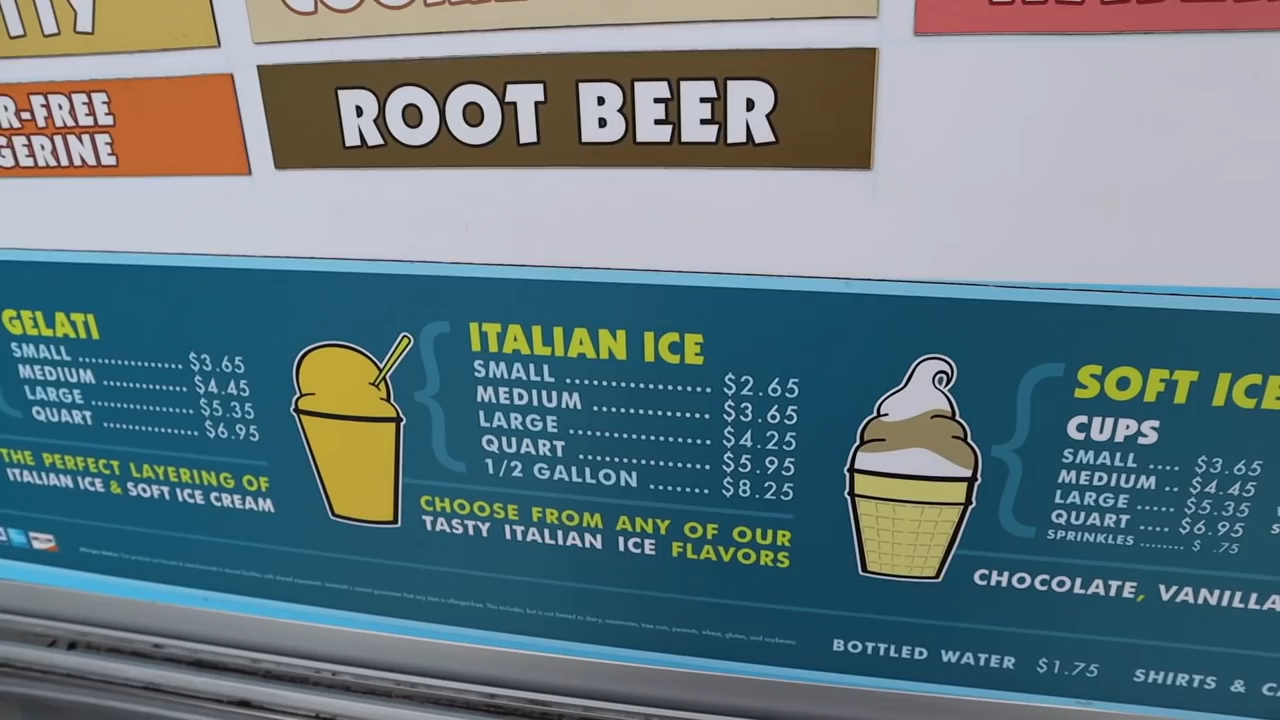 ROOT BEER
R-FREE
GERINE
GELATI
SMALL .............. $3.65
MEDIUM ........... $4.45
LARGE .............. $5.35
QUART ............. $6.95
THE PERFECT LAYERING OF
ITALIAN ICE & SOFT ICE CREAM
ITALIAN ICE
SMALL ................... $2.65
MEDIUM ............... $3.65
LARGE .................. $4.25
QUART ................. $5.95
1/2 GALLON ....... $8.25
CHOOSE FROM ANY OF OUR
TASTY ITALIAN ICE FLAVORS
SOFT ICE
CUPS
SMALL .... $3.65
MEDIUM .. $4.45
LARGE ..... $5.35
QUART .... $6.95
SPRINKLES ........ $ .75
CHOCOLATE, VANILLA
BOTTLED WATER $1.75 SHIRTS &